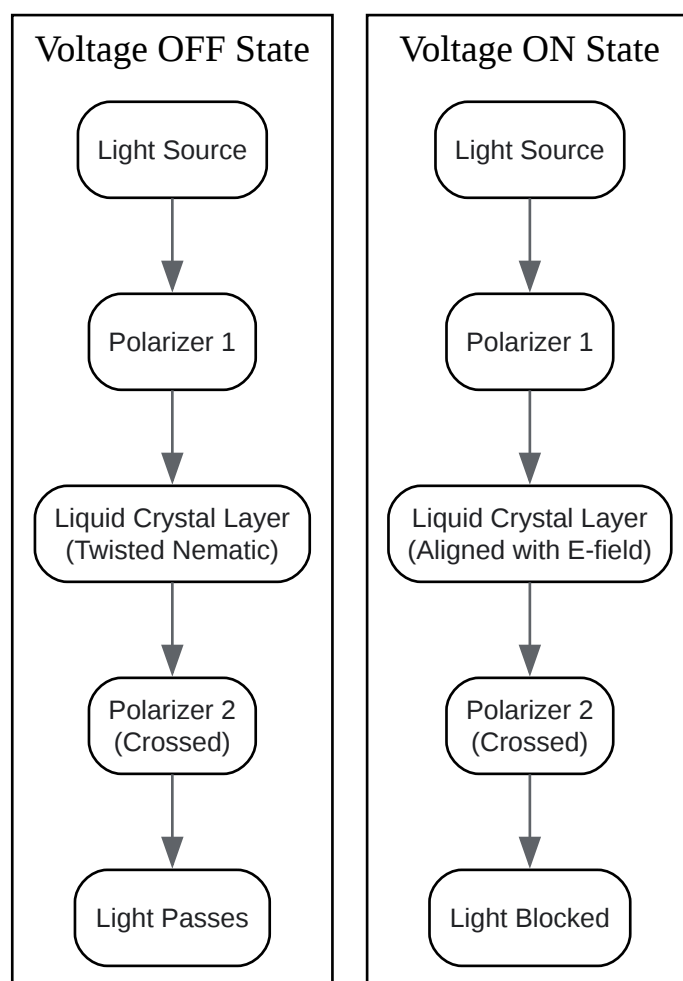 Voltage OFF State
Light Source
Polarizer 1
Liquid Crystal Layer
(Twisted Nematic)
Polarizer 2
(Crossed)
Light Passes
Voltage ON State
Light Source
Polarizer 1
Liquid Crystal Layer
(Aligned with E-field)
Polarizer 2
(Crossed)
Light Blocked